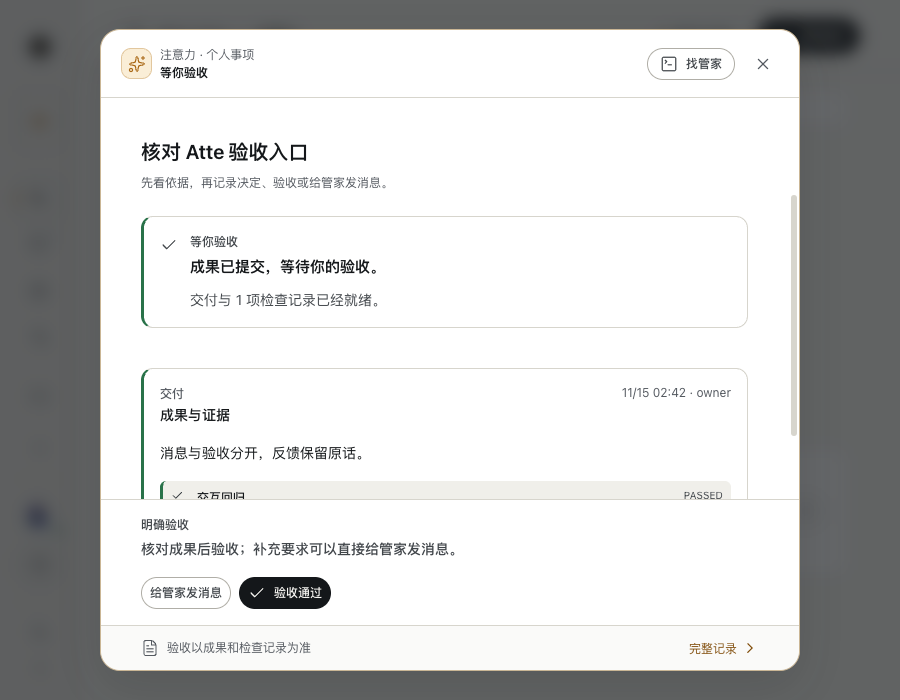 注意力 · 个人事项
等你验收
找管家
核对 Atte 验收入口
先看依据，再记录决定、验收或给管家发消息。
等你验收
成果已提交，等待你的验收。
交付与 1 项检查记录已经就绪。
交付
11/15 02:42 · owner
成果与证据
消息与验收分开，反馈保留原话。
交互回归
PASSED
明确验收
核对成果后验收；补充要求可以直接给管家发消息。
给管家发消息
验收通过
验收以成果和检查记录为准
完整记录